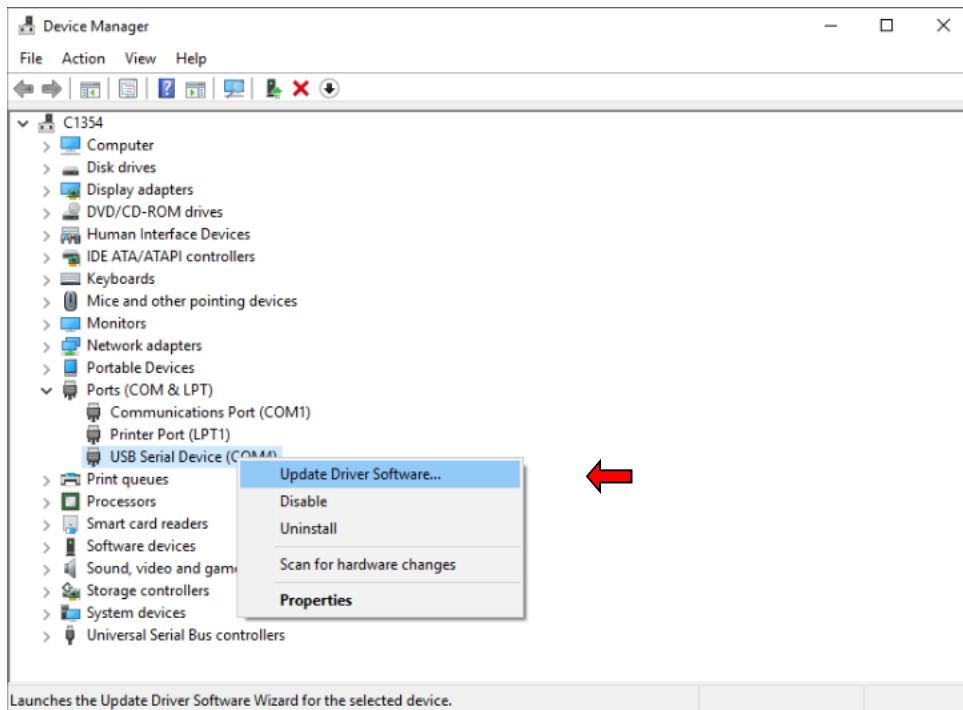 Device Manager
File Action View Help
C1354
Computer
Disk drives
Display adapters
DVD/CD-ROM drives
Human Interface Devices
IDE ATA/ATAPI controllers
Keyboards
Mice and other pointing devices
Monitors
Network adapters
Portable Devices
Ports (COM & LPT)
Communications Port (COM1)
Printer Port (LPT1)
USB Serial Device (COM4)
Update Driver Software...
Disable
Uninstall
Scan for hardware changes
Properties
Print queues
Processors
Smart card readers
Software devices
Sound, video and gam
Storage controllers
System devices
Universal Serial Bus controllers
Launches the Update Driver Software Wizard for the selected device.